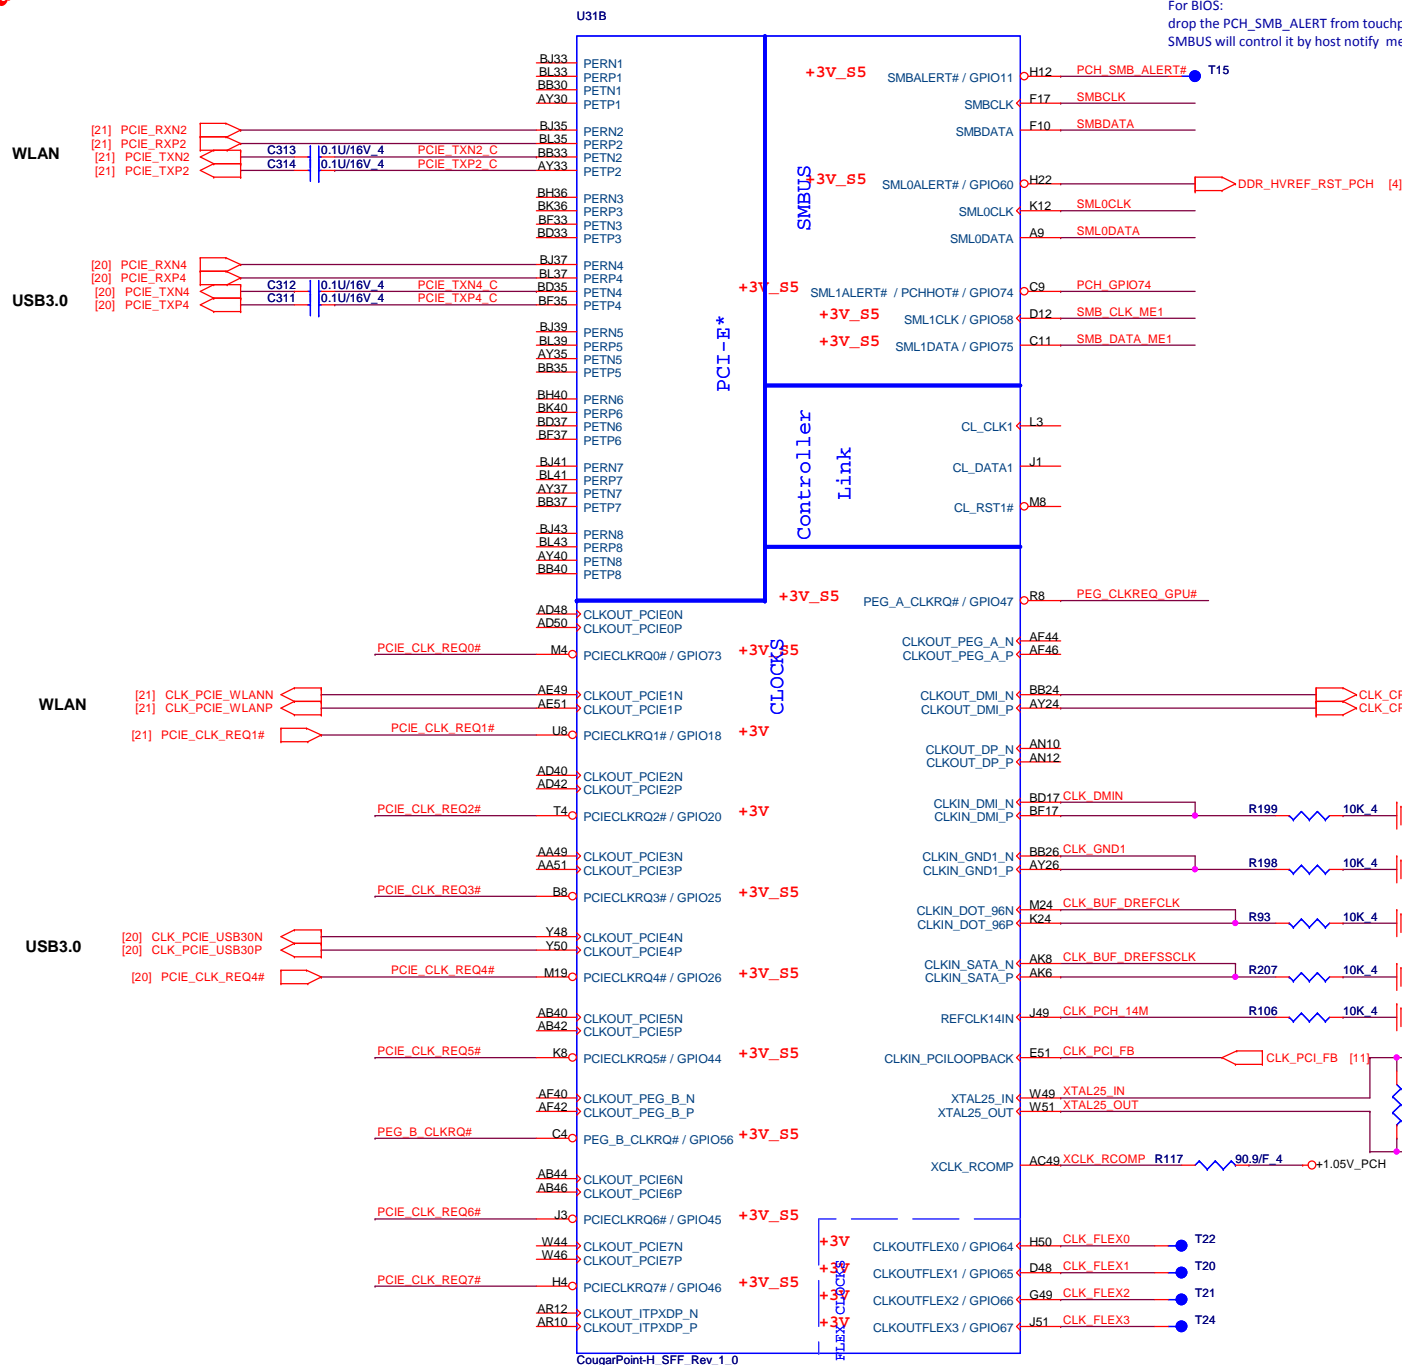 For BIOS:
drop the PCH_SMB_ALERT from touchp
SMBUS will control it by host notify me
U31B
PCI-E*
BJ33 PERN1
BL33 PERP1
BB30 PETN1
AY30 PETP1
WLAN
[21] PCIE_RXN2 BJ35 PERN2
[21] PCIE_RXP2 BL35 PERP2
[21] PCIE_TXN2 C313 0.1U/16V_4 PCIE_TXN2_C BB33 PETN2
[21] PCIE_TXP2 C314 0.1U/16V_4 PCIE_TXP2_C AY33 PETP2
BH36 PERN3
BK36 PERP3
BF33 PETN3
BD33 PETP3
USB3.0
[20] PCIE_RXN4 BJ37 PERN4
[20] PCIE_RXP4 BL37 PERP4
[20] PCIE_TXN4 C312 0.1U/16V_4 PCIE_TXN4_C BD35 PETN4
[20] PCIE_TXP4 C311 0.1U/16V_4 PCIE_TXP4_C BF35 PETP4
BJ39 PERN5
BL39 PERP5
AY35 PETN5
BB35 PETP5
BH40 PERN6
BK40 PERP6
BD37 PETN6
BF37 PETP6
BJ41 PERN7
BL41 PERP7
AY37 PETN7
BB37 PETP7
BJ43 PERN8
BL43 PERP8
AY40 PETN8
BB40 PETP8
AD48 CLKOUT_PCIE0N
AD50 CLKOUT_PCIE0P
PCIE_CLK_REQ0# M4 PCIECLKRQ0# / GPIO73 +3V_S5
WLAN
[21] CLK_PCIE_WLANN AE49 CLKOUT_PCIE1N
[21] CLK_PCIE_WLANP AE51 CLKOUT_PCIE1P
[21] PCIE_CLK_REQ1# PCIE_CLK_REQ1# U8 PCIECLKRQ1# / GPIO18 +3V
AD40 CLKOUT_PCIE2N
AD42 CLKOUT_PCIE2P
PCIE_CLK_REQ2# T4 PCIECLKRQ2# / GPIO20 +3V
AA49 CLKOUT_PCIE3N
AA51 CLKOUT_PCIE3P
PCIE_CLK_REQ3# B8 PCIECLKRQ3# / GPIO25 +3V_S5
USB3.0
[20] CLK_PCIE_USB30N Y48 CLKOUT_PCIE4N
[20] CLK_PCIE_USB30P Y50 CLKOUT_PCIE4P
[20] PCIE_CLK_REQ4# PCIE_CLK_REQ4# M19 PCIECLKRQ4# / GPIO26 +3V_S5
AB40 CLKOUT_PCIE5N
AB42 CLKOUT_PCIE5P
PCIE_CLK_REQ5# K8 PCIECLKRQ5# / GPIO44 +3V_S5
AF40 CLKOUT_PEG_B_N
AF42 CLKOUT_PEG_B_P
PEG_B_CLKRQ# C4 PEG_B_CLKRQ# / GPIO56 +3V_S5
AB44 CLKOUT_PCIE6N
AB46 CLKOUT_PCIE6P
PCIE_CLK_REQ6# J3 PCIECLKRQ6# / GPIO45 +3V_S5
W44 CLKOUT_PCIE7N
W46 CLKOUT_PCIE7P
PCIE_CLK_REQ7# H4 PCIECLKRQ7# / GPIO46 +3V_S5
AR12 CLKOUT_ITPXDP_N
AR10 CLKOUT_ITPXDP_P
SMBUS
+3V_S5 SMBALERT# / GPIO11 H12 PCH_SMB_ALERT# T15
SMBCLK F17 SMBCLK
SMBDATA F10 SMBDATA
+3V_S5 SML0ALERT# / GPIO60 H22 DDR_HVREF_RST_PCH [4]
SML0CLK K12 SML0CLK
SML0DATA A9 SML0DATA
+3V_S5 SML1ALERT# / PCHHOT# / GPIO74 C9 PCH_GPIO74
+3V_S5 SML1CLK / GPIO58 D12 SMB_CLK_ME1
+3V_S5 SML1DATA / GPIO75 C11 SMB_DATA_ME1
Controller
Link
CL_CLK1 L3
CL_DATA1 J1
CL_RST1# M8
CLOCKS
+3V_S5 PEG_A_CLKRQ# / GPIO47 R8 PEG_CLKREQ_GPU#
CLKOUT_PEG_A_N AF44
CLKOUT_PEG_A_P AF46
CLKOUT_DMI_N BB24 CLK_CP
CLKOUT_DMI_P AY24 CLK_CP
CLKOUT_DP_N AN10
CLKOUT_DP_P AN12
CLKIN_DMI_N BD17 CLK_DMIN
CLKIN_DMI_P BF17 R199 10K_4
CLKIN_GND1_N BB26 CLK_GND1
CLKIN_GND1_P AY26 R198 10K_4
CLKIN_DOT_96N M24 CLK_BUF_DREFCLK
CLKIN_DOT_96P K24 R93 10K_4
CLKIN_SATA_N AK8 CLK_BUF_DREFSSCLK
CLKIN_SATA_P AK6 R207 10K_4
REFCLK14IN J49 CLK_PCH_14M R106 10K_4
CLKIN_PCILOOPBACK E51 CLK_PCI_FB CLK_PCI_FB [11]
XTAL25_IN W49 XTAL25_IN
XTAL25_OUT W51 XTAL25_OUT
XCLK_RCOMP AC49 XCLK_RCOMP R117 90.9/F_4 +1.05V_PCH
FLEX CLOCKS
+3V CLKOUTFLEX0 / GPIO64 H50 CLK_FLEX0 T22
+3V CLKOUTFLEX1 / GPIO65 D48 CLK_FLEX1 T20
+3V CLKOUTFLEX2 / GPIO66 G49 CLK_FLEX2 T21
+3V CLKOUTFLEX3 / GPIO67 J51 CLK_FLEX3 T24
CougarPoint-H_SFF_Rev_1_0